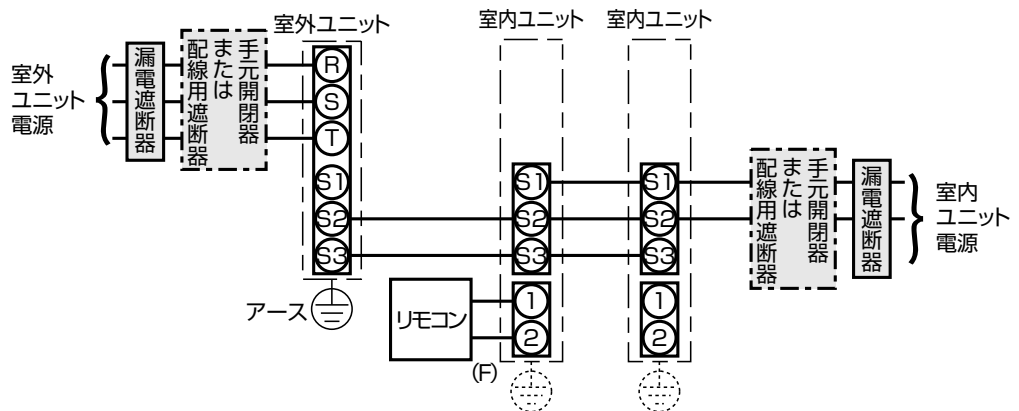 室外ユニット
室内ユニット
室内ユニット
室外
ユニット
電源
漏電遮断器
手元開閉器
または
配線用遮断器
R
S
T
S1
S2
S3
アース
リモコン
(F)
S1
S2
S3
1
2
S1
S2
S3
1
2
手元開閉器
または
配線用遮断器
漏電遮断器
室内
ユニット
電源